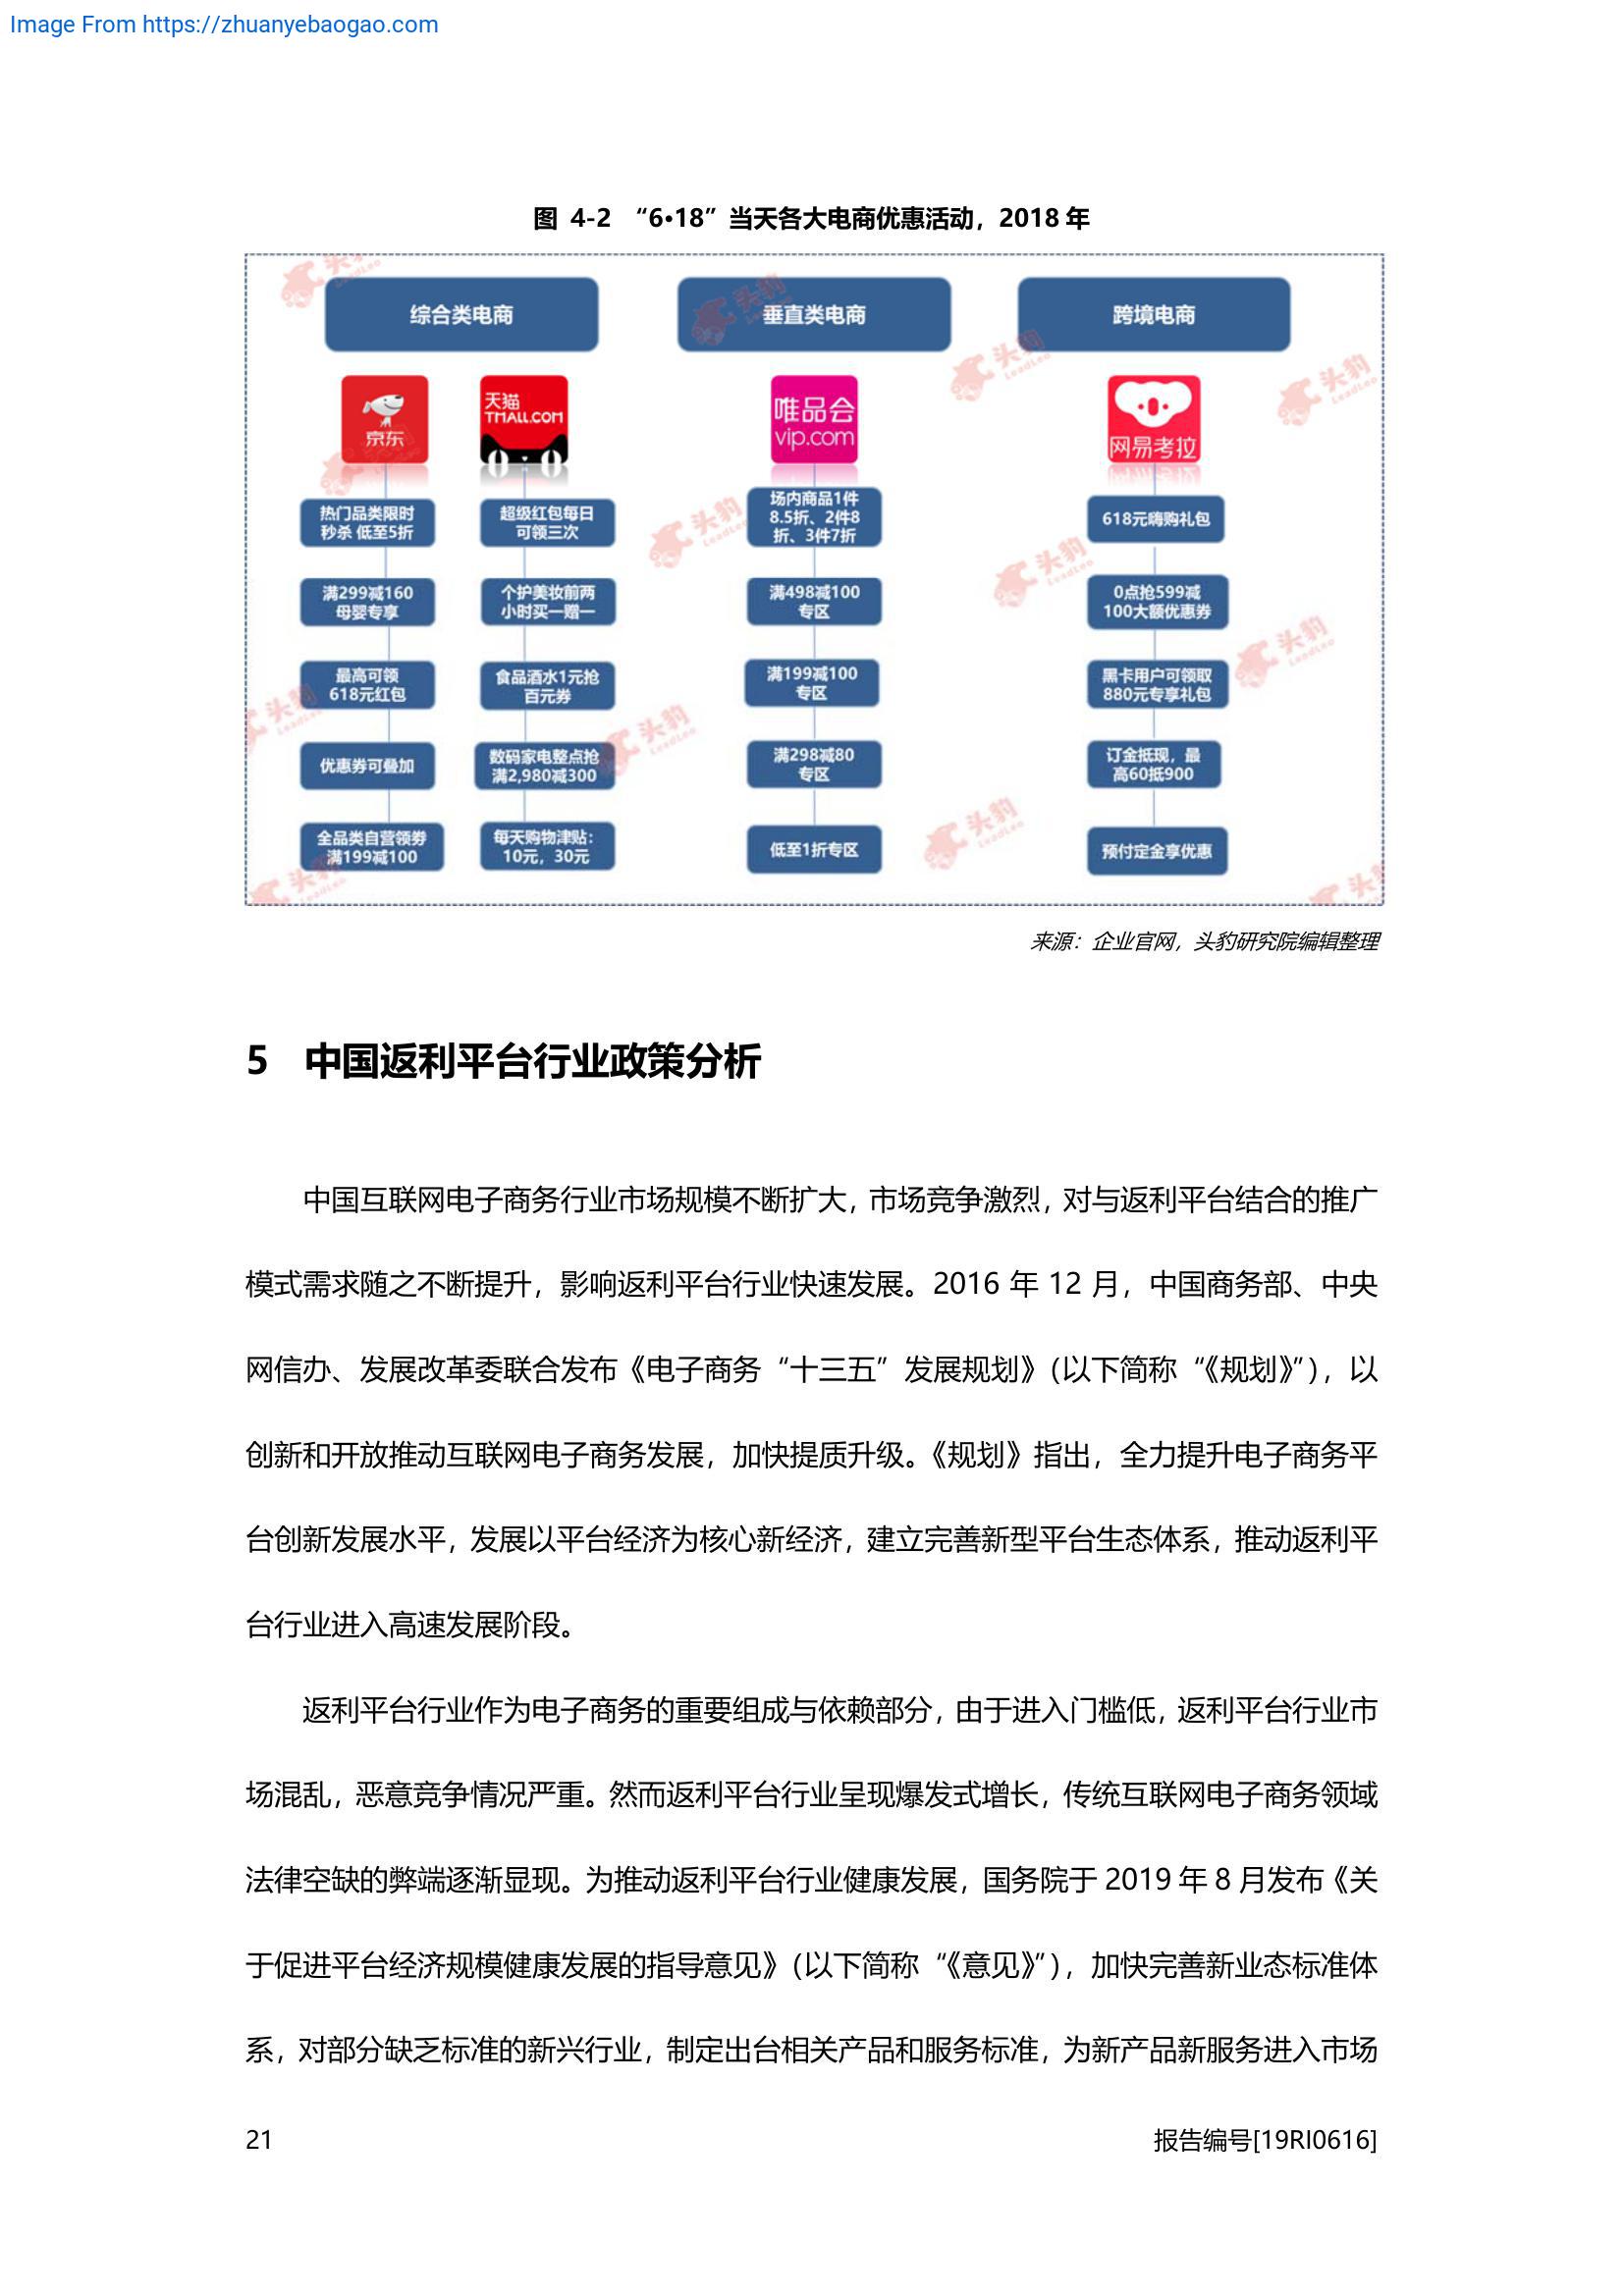 Image From https://zhuanyebaogao.com
图 4-2 “6•18”当天各大电商优惠活动，2018 年
综合类电商
垂直类电商
跨境电商
京东
天猫
TMALL.COM
唯品会
vip.com
网易考拉
热门品类限时
秒杀 低至5折
满299减160
母婴专享
最高可领
618元红包
优惠券可叠加
全品类自营领券
满199减100
超级红包每日
可领三次
个护美妆前两
小时买一赠一
食品酒水1元抢
百元券
数码家电整点抢
满2,980减300
每天购物津贴：
10元，30元
场内商品1件
8.5折、2件8
折、3件7折
满498减100
专区
满199减100
专区
满298减80
专区
低至1折专区
618元嗨购礼包
0点抢599减
100大额优惠券
黑卡用户可领取
880元专享礼包
订金抵现，最
高60抵900
预付定金享优惠
头豹
LeadLeo
来源：企业官网，头豹研究院编辑整理
5 中国返利平台行业政策分析
中国互联网电子商务行业市场规模不断扩大，市场竞争激烈，对与返利平台结合的推广
模式需求随之不断提升，影响返利平台行业快速发展。2016 年 12 月，中国商务部、中央
网信办、发展改革委联合发布《电子商务“十三五”发展规划》（以下简称“《规划》”），以
创新和开放推动互联网电子商务发展，加快提质升级。《规划》指出，全力提升电子商务平
台创新发展水平，发展以平台经济为核心新经济，建立完善新型平台生态体系，推动返利平
台行业进入高速发展阶段。
返利平台行业作为电子商务的重要组成与依赖部分，由于进入门槛低，返利平台行业市
场混乱，恶意竞争情况严重。然而返利平台行业呈现爆发式增长，传统互联网电子商务领域
法律空缺的弊端逐渐显现。为推动返利平台行业健康发展，国务院于 2019 年 8 月发布《关
于促进平台经济规模健康发展的指导意见》（以下简称“《意见》”），加快完善新业态标准体
系，对部分缺乏标准的新兴行业，制定出台相关产品和服务标准，为新产品新服务进入市场
21
报告编号[19RI0616]